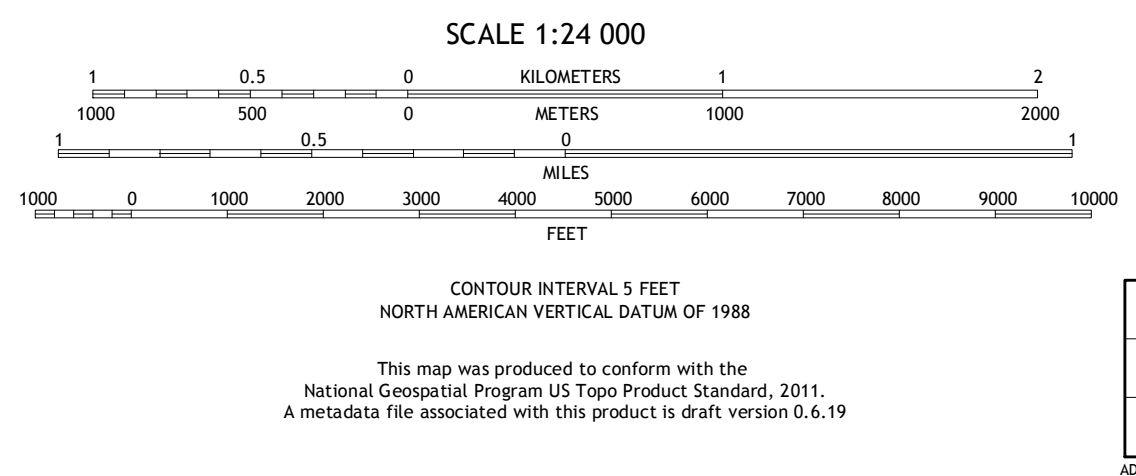 SCALE 1:24 000
1 0.5 0 KILOMETERS 1 2
1000 500 0 METERS 1000 2000
1 0.5 0 1
MILES
1000 0 1000 2000 3000 4000 5000 6000 7000 8000 9000 10000
FEET
CONTOUR INTERVAL 5 FEET
NORTH AMERICAN VERTICAL DATUM OF 1988
This map was produced to conform with the
National Geospatial Program US Topo Product Standard, 2011.
A metadata file associated with this product is draft version 0.6.19
AD